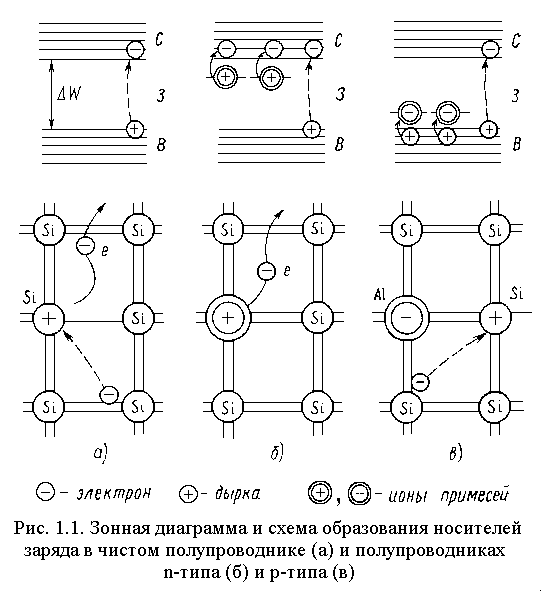 C C C
ΔW З З З
B B B
Si Si Si Si Si Si
e e
Si Al Si
+ Si + Si - +
Si Si Si Si Si Si
а) б) в)
⊖ - электрон ⊕ - дырка ⊕, ⊖ - ионы примесей
Рис. 1.1. Зонная диаграмма и схема образования носителей
заряда в чистом полупроводнике (а) и полупроводниках
n-типа (б) и p-типа (в)